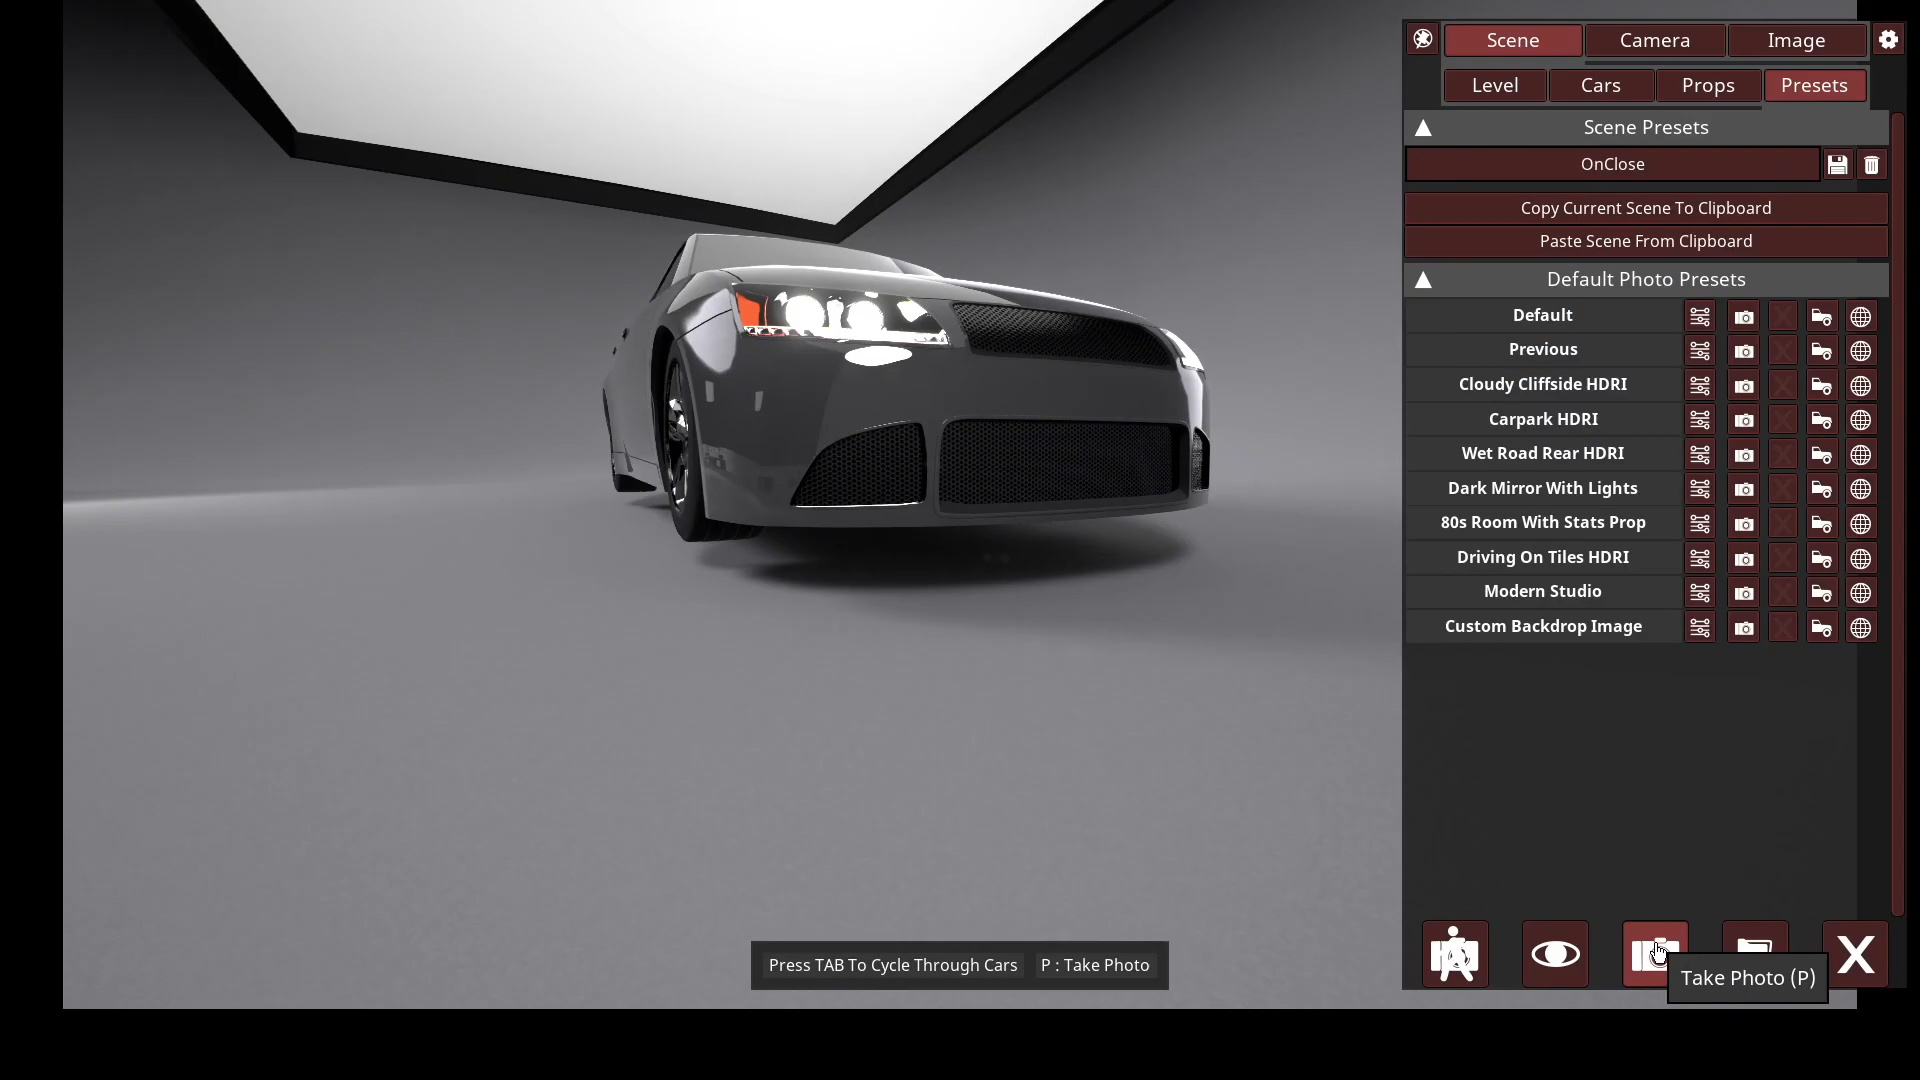 Scene Camera Image
Level Cars Props Presets
Scene Presets
OnClose
Copy Current Scene To Clipboard
Paste Scene From Clipboard
Default Photo Presets
Default
Previous
Cloudy Cliffside HDRI
Carpark HDRI
Wet Road Rear HDRI
Dark Mirror With Lights
80s Room With Stats Prop
Driving On Tiles HDRI
Modern Studio
Custom Backdrop Image
Press TAB To Cycle Through Cars P : Take Photo
Take Photo (P)